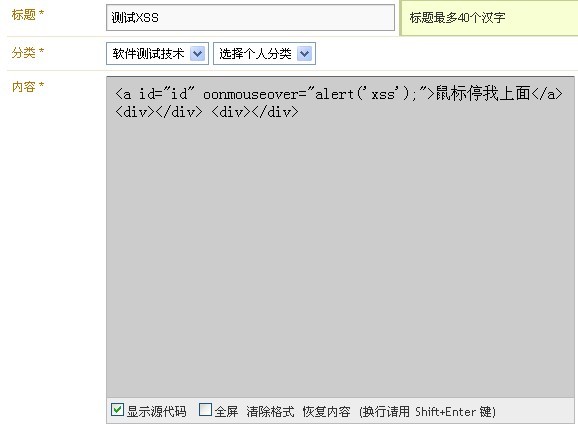 标题 * 测试XSS 标题最多40个汉字
分类 * 软件测试技术 选择个人分类
内容 * <a id="id" oonmouseover="alert('xss');">鼠标停我上面</a>
<div></div> <div></div>
显示源代码 全屏 清除格式 恢复内容 (换行请用 Shift+Enter 键)